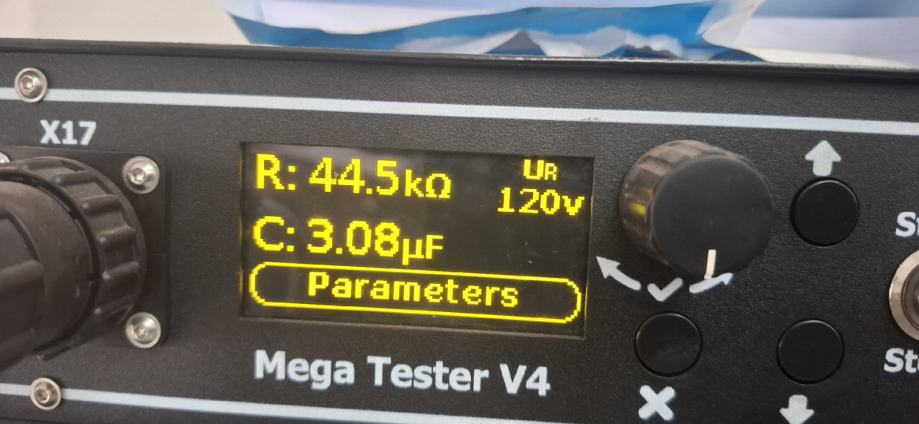 X17
R: 44.5kΩ
UR
120v
C: 3.08µF
Parameters
Mega Tester V4